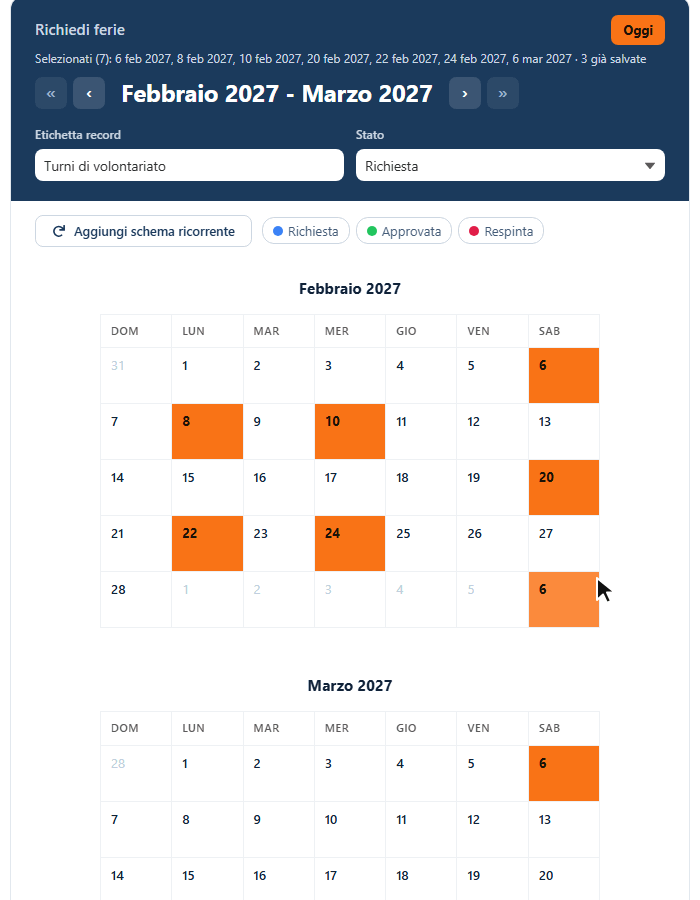 Richiedi ferie
Oggi
Selezionati (7): 6 feb 2027, 8 feb 2027, 10 feb 2027, 20 feb 2027, 22 feb 2027, 24 feb 2027, 6 mar 2027 · 3 già salvate
« ‹ Febbraio 2027 - Marzo 2027 › »
Etichetta record Stato
Turni di volontariato Richiesta
Aggiungi schema ricorrente Richiesta Approvata Respinta
Febbraio 2027
DOM LUN MAR MER GIO VEN SAB
31 1 2 3 4 5 6
7 8 9 10 11 12 13
14 15 16 17 18 19 20
21 22 23 24 25 26 27
28 1 2 3 4 5 6
Marzo 2027
DOM LUN MAR MER GIO VEN SAB
28 1 2 3 4 5 6
7 8 9 10 11 12 13
14 15 16 17 18 19 20